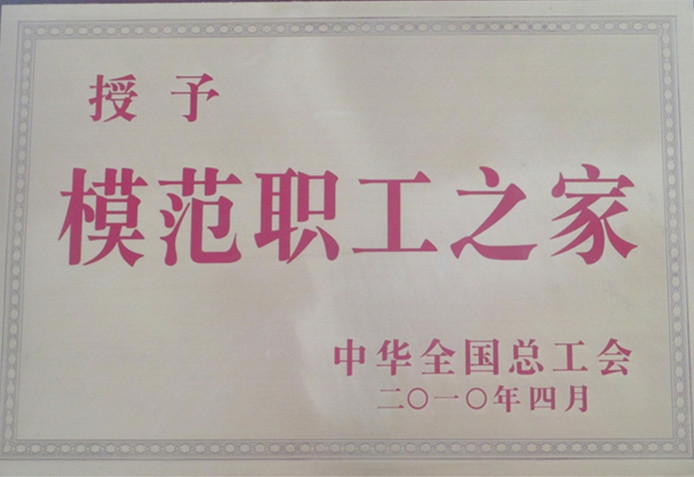 授予
模范职工之家
中华全国总工会
二〇一〇年四月